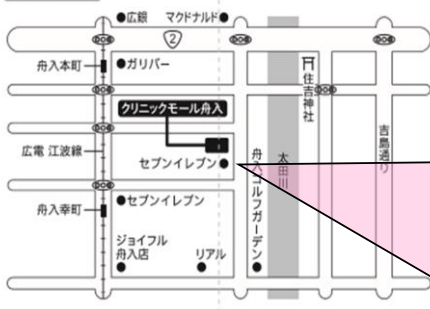 ●広銀 マクドナルド●
2
舟入本町
●ガリバー
住吉神社
クリニックモール舟入
広電 江波線
セブンイレブン●
舟入ゴルフガーデン
太田川
吉島通り
舟入幸町
●セブンイレブン
ジョイフル
舟入店
リアル